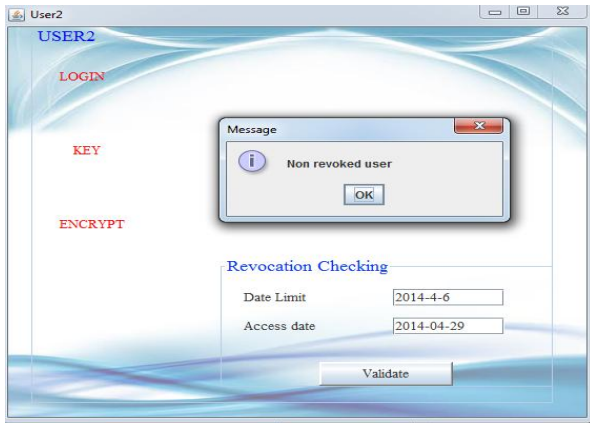 User2
USER2
LOGIN
KEY
ENCRYPT
Message
Non revoked user
OK
Revocation Checking
Date Limit 2014-4-6
Access date 2014-04-29
Validate